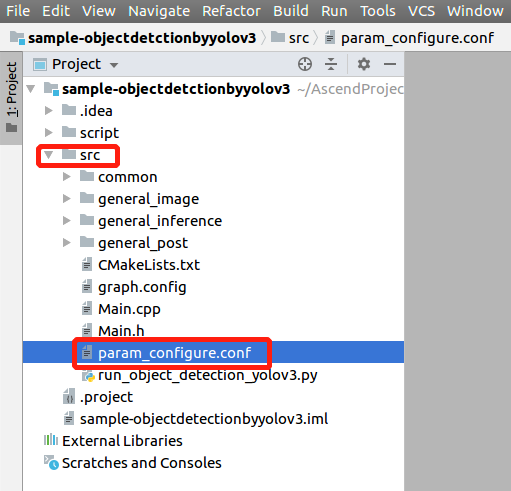 File Edit View Navigate Refactor Build Run Tools VCS Window
sample-objectdetctionbyyolov3 src param_configure.conf
1: Project
Project
sample-objectdetctionbyyolov3 ~/AscendProjec
.idea
script
src
common
general_image
general_inference
general_post
CMakeLists.txt
graph.config
Main.cpp
Main.h
param_configure.conf
run_object_detection_yolov3.py
.project
sample-objectdetectionbyyolov3.iml
External Libraries
Scratches and Consoles